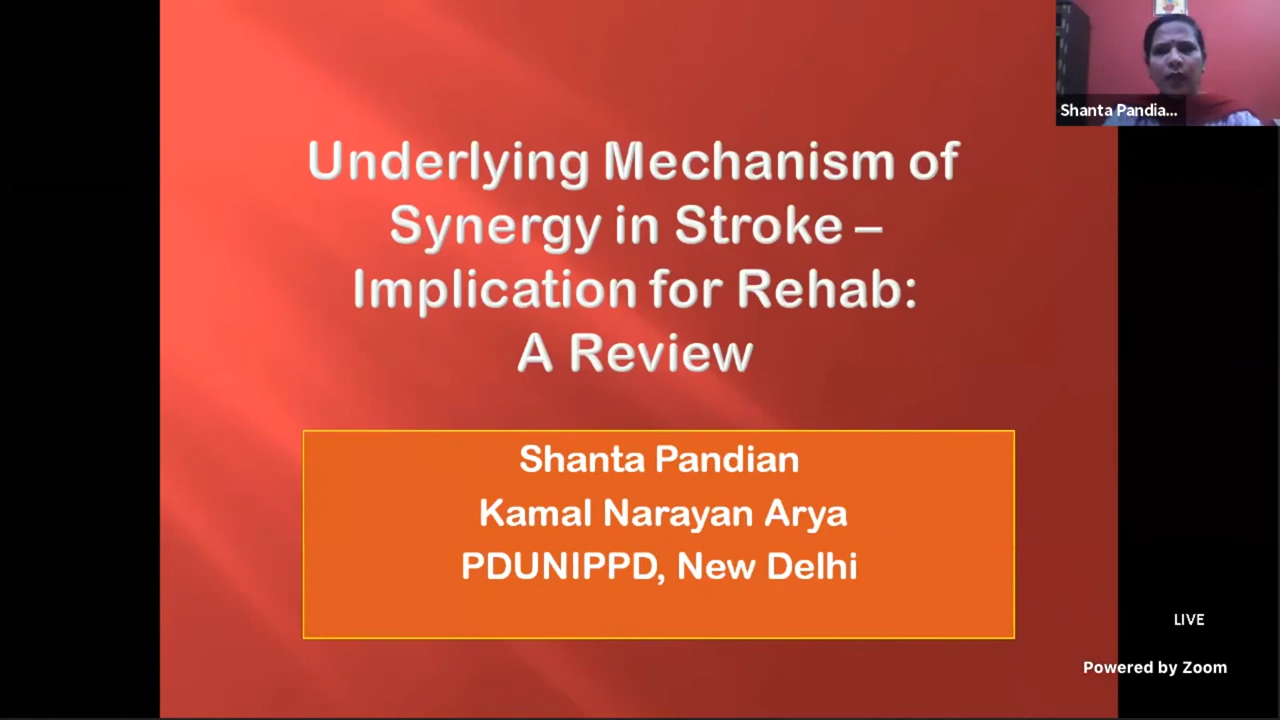 Shanta Pandia...
Underlying Mechanism of
Synergy in Stroke –
Implication for Rehab:
A Review
Shanta Pandian
Kamal Narayan Arya
PDUNIPPD, New Delhi
LIVE
Powered by Zoom